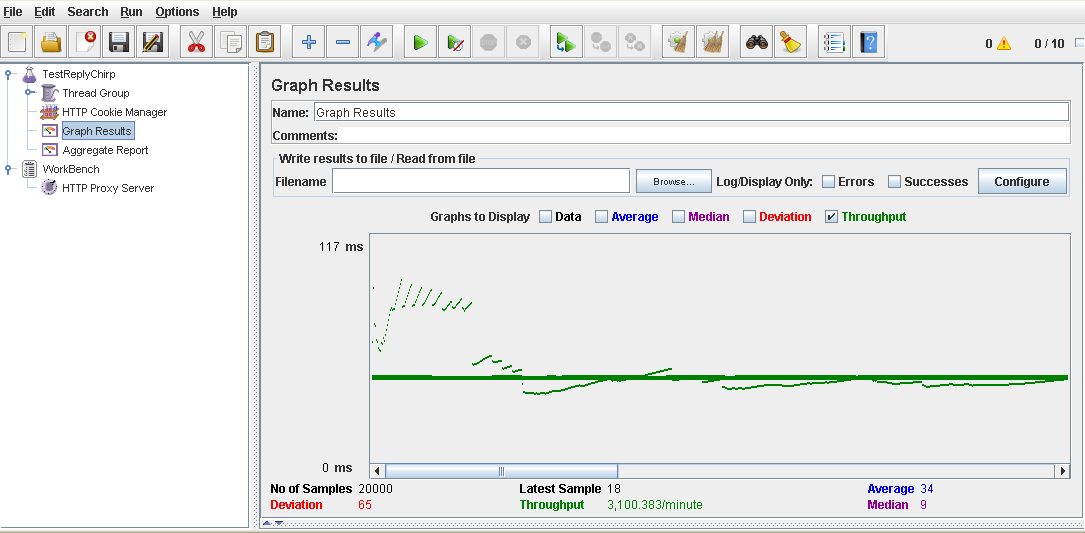 File Edit Search Run Options Help
0 0 / 10
TestReplyChirp
Thread Group
HTTP Cookie Manager
Graph Results
Aggregate Report
WorkBench
HTTP Proxy Server
Graph Results
Name: Graph Results
Comments:
Write results to file / Read from file
Filename Browse... Log/Display Only: Errors Successes Configure
Graphs to Display Data Average Median Deviation Throughput
117 ms
0 ms
No of Samples 20000 Latest Sample 18 Average 34
Deviation 65 Throughput 3,100.383/minute Median 9